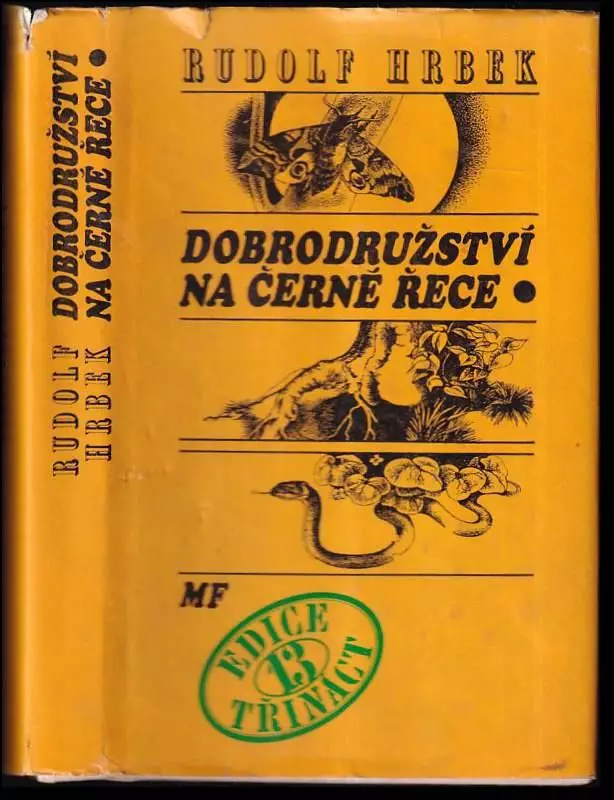 RUDOLF HRBEK
DOBRODRUŽSTVÍ
NA ČERNÉ ŘECE •
MF
EDICE
13
TŘINÁCT
RUDOLF
HRBEK
DOBRODRUŽSTVÍ
NA ČERNÉ ŘECE •